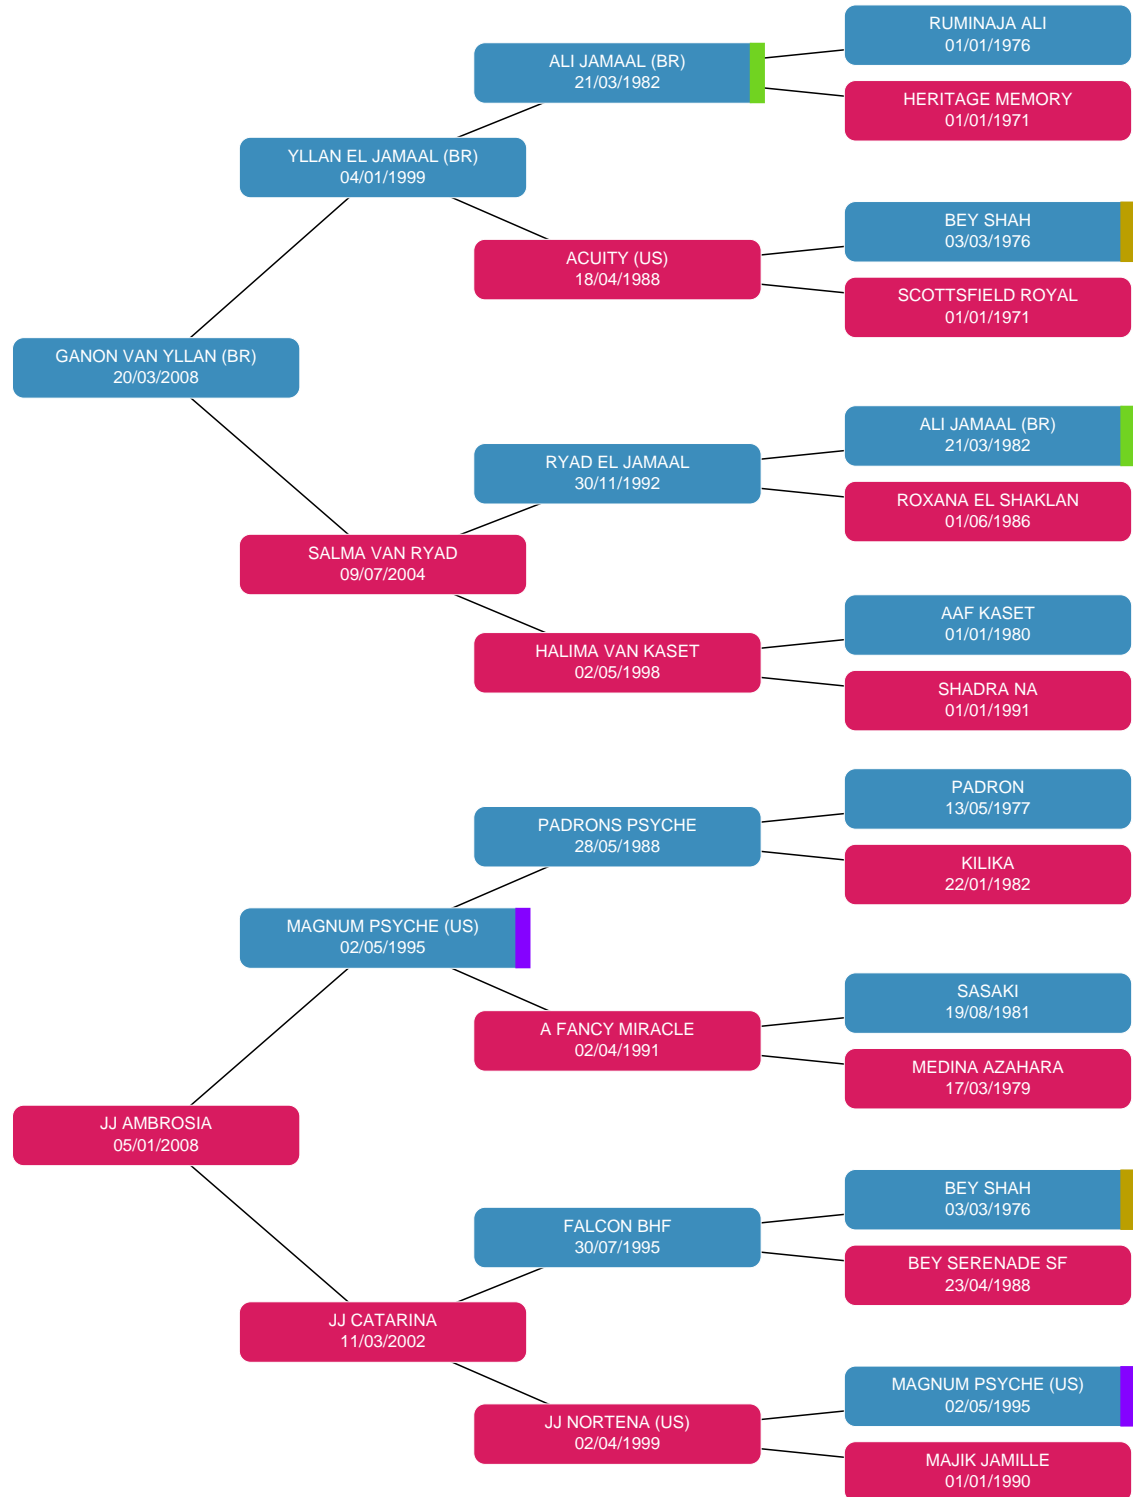 RUMINAJA ALI
01/01/1976
ALI JAMAAL (BR)
21/03/1982
HERITAGE MEMORY
01/01/1971
YLLAN EL JAMAAL (BR)
04/01/1999
BEY SHAH
03/03/1976
ACUITY (US)
18/04/1988
SCOTTSFIELD ROYAL
01/01/1971
GANON VAN YLLAN (BR)
20/03/2008
ALI JAMAAL (BR)
21/03/1982
RYAD EL JAMAAL
30/11/1992
ROXANA EL SHAKLAN
01/06/1986
SALMA VAN RYAD
09/07/2004
AAF KASET
01/01/1980
HALIMA VAN KASET
02/05/1998
SHADRA NA
01/01/1991
PADRON
13/05/1977
PADRONS PSYCHE
28/05/1988
KILIKA
22/01/1982
MAGNUM PSYCHE (US)
02/05/1995
SASAKI
19/08/1981
A FANCY MIRACLE
02/04/1991
MEDINA AZAHARA
17/03/1979
JJ AMBROSIA
05/01/2008
BEY SHAH
03/03/1976
FALCON BHF
30/07/1995
BEY SERENADE SF
23/04/1988
JJ CATARINA
11/03/2002
MAGNUM PSYCHE (US)
02/05/1995
JJ NORTENA (US)
02/04/1999
MAJIK JAMILLE
01/01/1990